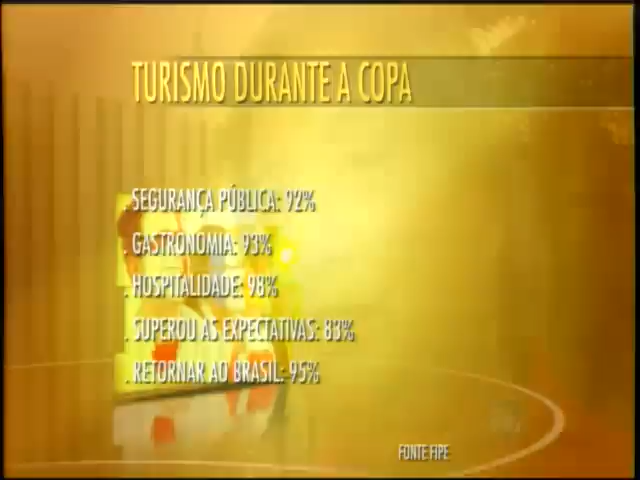 TURISMO DURANTE A COPA
. SEGURANÇA PÚBLICA: 92%
. GASTRONOMIA: 93%
. HOSPITALIDADE: 98%
. SUPEROU AS EXPECTATIVAS: 83%
. RETORNAR AO BRASIL: 95%
FONTE FIPE